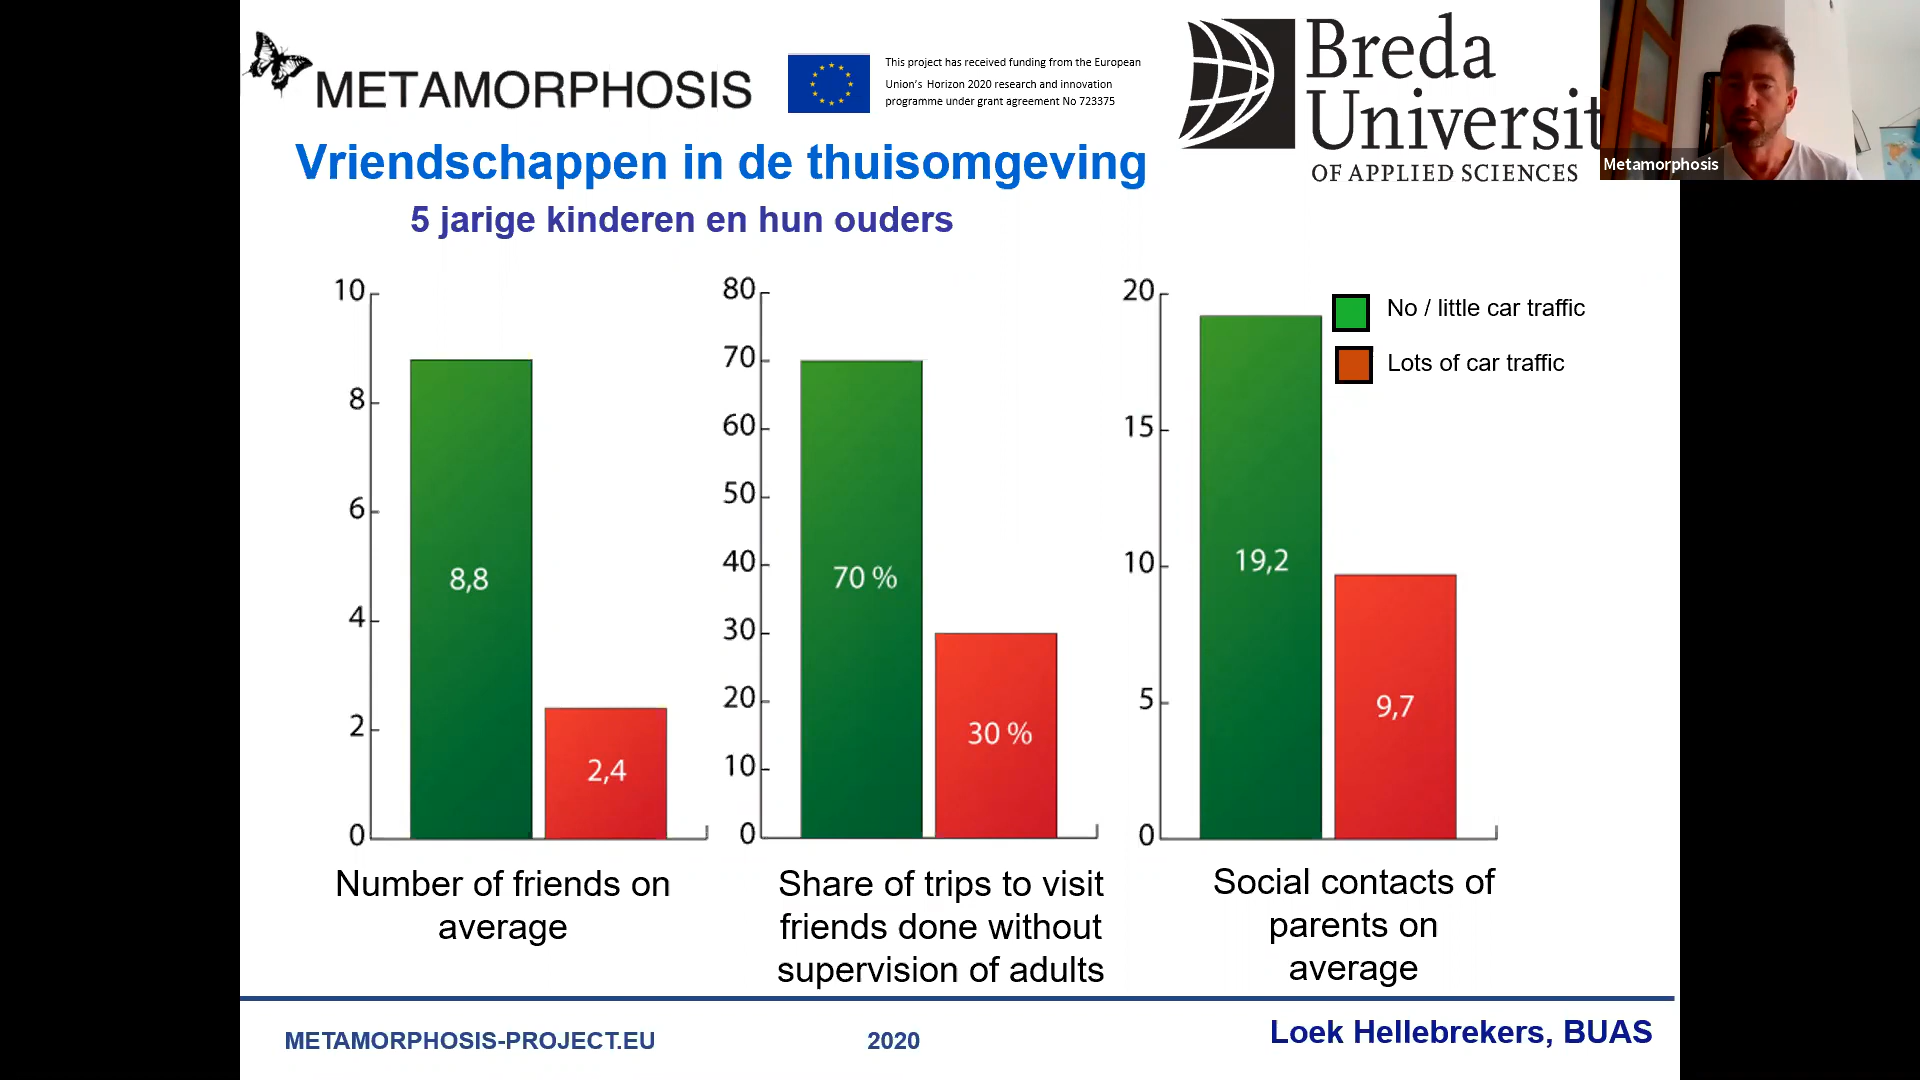 METAMORPHOSIS
This project has received funding from the European
Union's Horizon 2020 research and innovation
programme under grant agreement No 723375
Breda
Universit
OF APPLIED SCIENCES
Metamorphosis
Vriendschappen in de thuisomgeving
5 jarige kinderen en hun ouders
10
8
6
4
2
0
8,8
2,4
Number of friends on
average
80
70
60
50
40
30
20
10
0
70 %
30 %
Share of trips to visit
friends done without
supervision of adults
20
15
10
5
0
19,2
9,7
Social contacts of
parents on
average
No / little car traffic
Lots of car traffic
METAMORPHOSIS-PROJECT.EU
2020
Loek Hellebrekers, BUAS